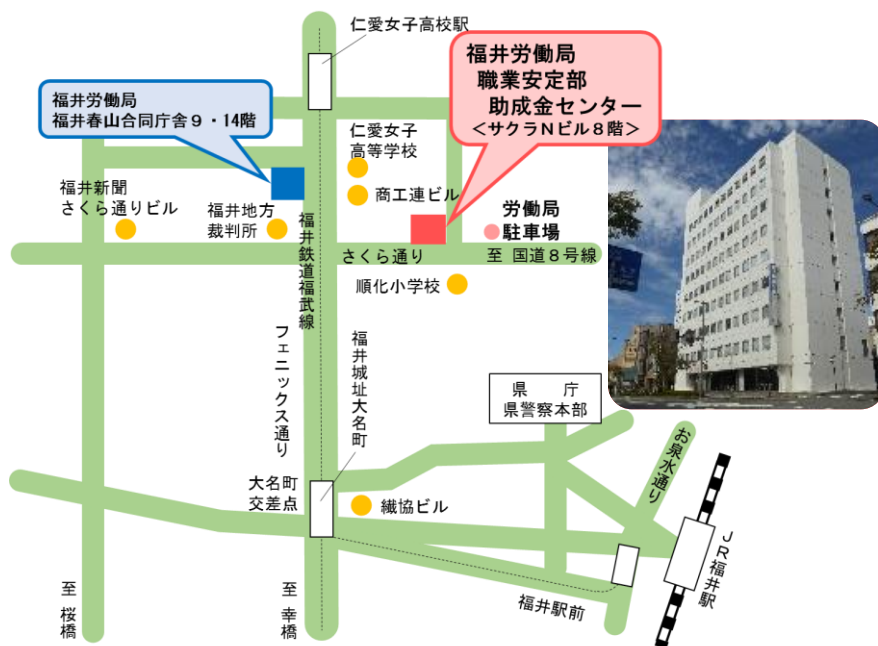 仁愛女子高校駅
福井労働局
職業安定部
助成金センター
＜サクラＮビル８階＞
福井労働局
福井春山合同庁舎９・14階
仁愛女子
高等学校
商工連ビル
福井新聞
さくら通りビル
福井地方
裁判所
労働局
駐車場
福井鉄道福武線
さくら通り
至 国道８号線
順化小学校
フェニックス通り
福井城址大名町
県　庁
県警察本部
お泉水通り
大名町
交差点
繊協ビル
ＪＲ福井駅
福井駅前
至 桜橋
至 幸橋